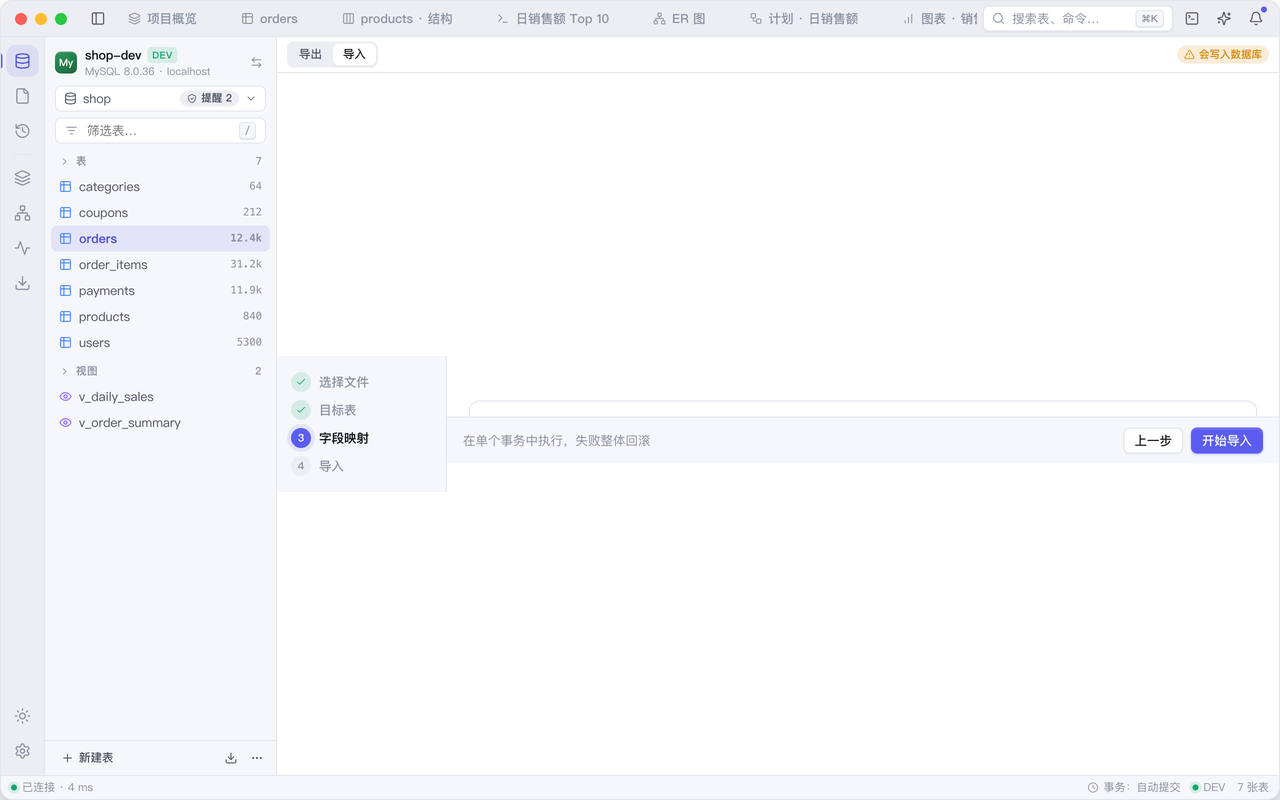 项目概览
orders
products · 结构
日销售额 Top 10
ER 图
计划 · 日销售额
图表 · 销
搜索表、命令...
⌘K
My
shop-dev
DEV
MySQL 8.0.36 · localhost
shop
提醒 2
筛选表...
/
表 7
categories 64
coupons 212
orders 12.4k
order_items 31.2k
payments 11.9k
products 840
users 5300
视图 2
v_daily_sales
v_order_summary
新建表
导出
导入
会写入数据库
选择文件
目标表
3 字段映射
4 导入
在单个事务中执行，失败整体回滚
上一步
开始导入
已连接 · 4 ms
事务：自动提交
DEV
7 张表